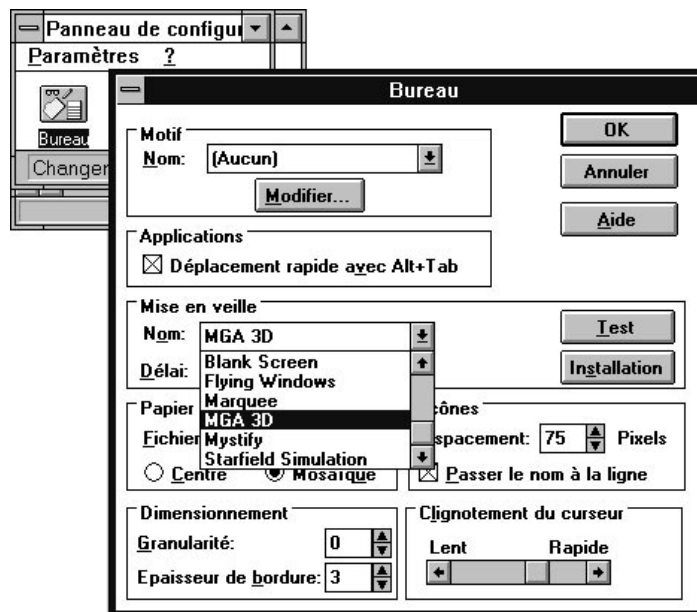 Panneau de configu
Paramètres ?
Bureau
Changer
Bureau
Motif
Nom: (Aucun)
Modifier...
OK
Annuler
Aide
Applications
Déplacement rapide avec Alt+Tab
Mise en veille
Nom: MGA 3D
Délai:
Blank Screen
Flying Windows
Marquee
MGA 3D
Mystify
Starfield Simulation
Test
Installation
Papier
Fichier
Centre Mosaïque
cônes
spacement: 75 Pixels
Passer le nom à la ligne
Dimensionnement
Granularité: 0
Epaisseur de bordure: 3
Clignotement du curseur
Lent Rapide